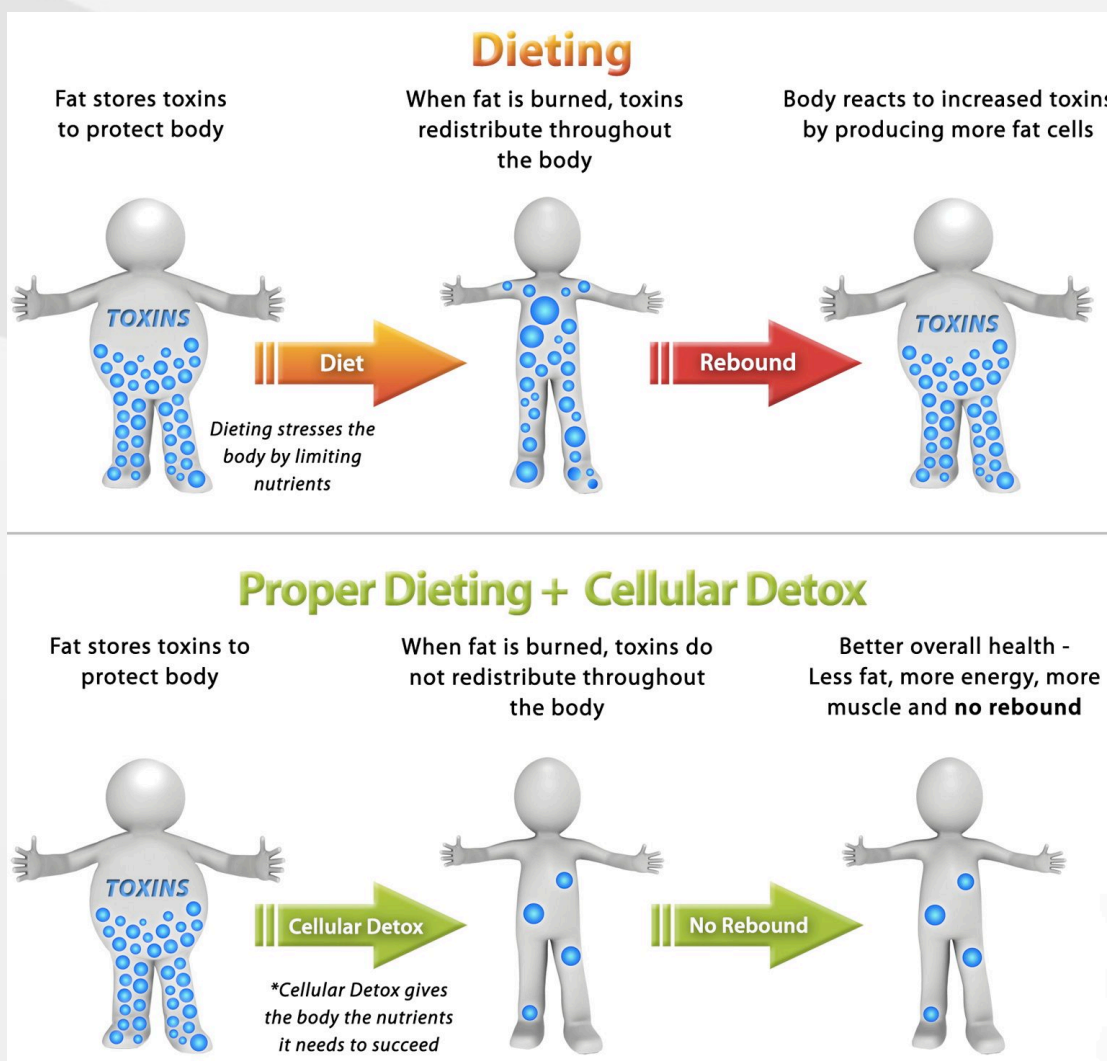 Dieting
Fat stores toxins
to protect body
When fat is burned, toxins
redistribute throughout
the body
Body reacts to increased toxins
by producing more fat cells
TOXINS
Diet
Dieting stresses the
body by limiting
nutrients
Rebound
TOXINS
Proper Dieting + Cellular Detox
Fat stores toxins to
protect body
When fat is burned, toxins do
not redistribute throughout
the body
Better overall health -
Less fat, more energy, more
muscle and no rebound
TOXINS
Cellular Detox
*Cellular Detox gives
the body the nutrients
it needs to succeed
No Rebound